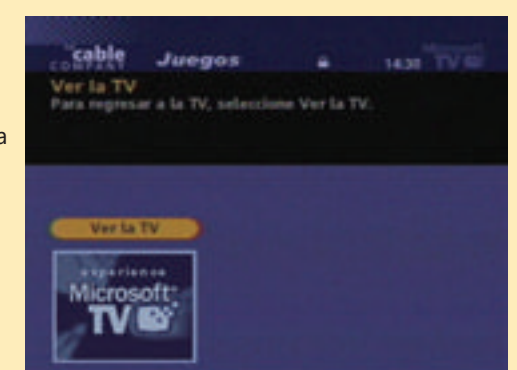 cable Juegos 14:30 Microsoft TV
COMPANY
Ver la TV
Para regresar a la TV, seleccione Ver la TV.
a
Ver la TV
experience
Microsoft
TV